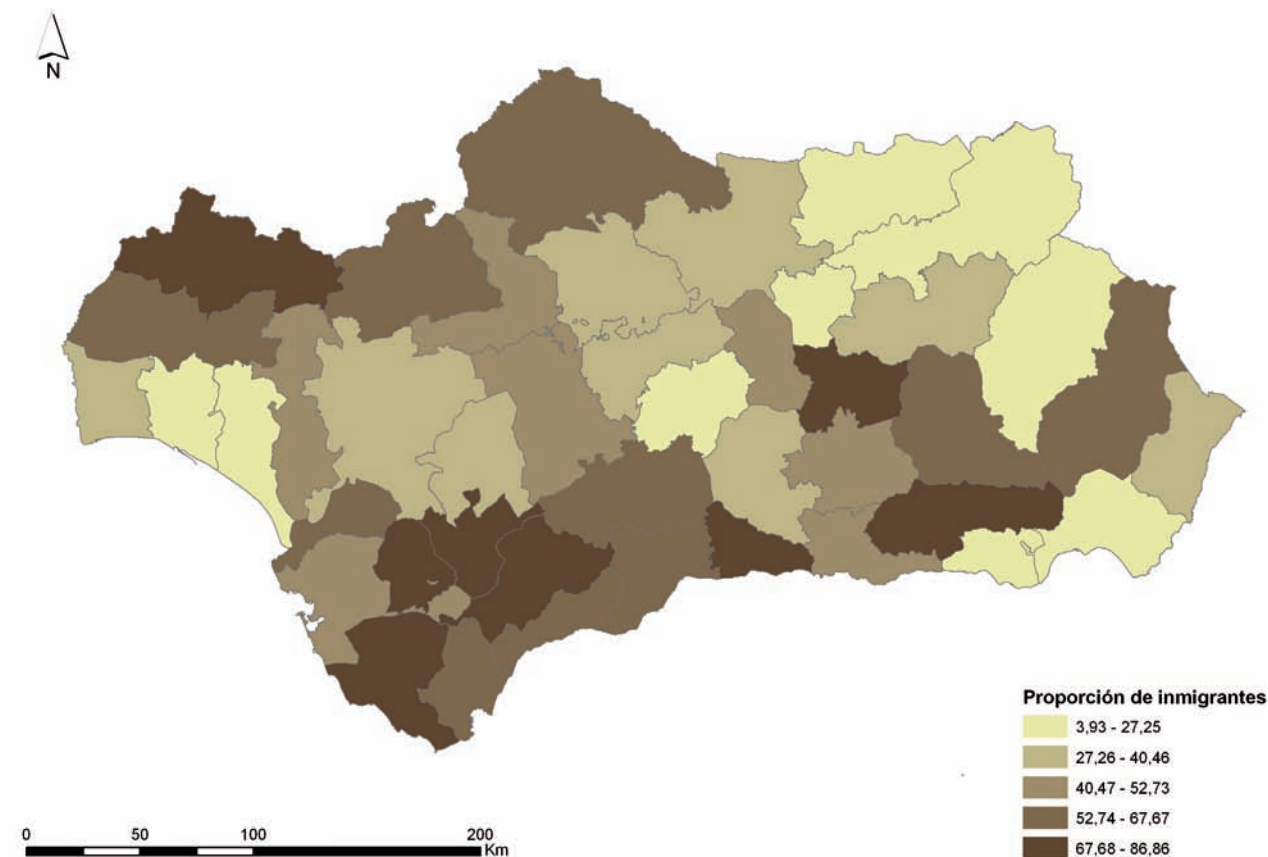 N
Proporción de inmigrantes
3,93 - 27,25
27,26 - 40,46
40,47 - 52,73
52,74 - 67,67
67,68 - 86,86
0 50 100 200
Km